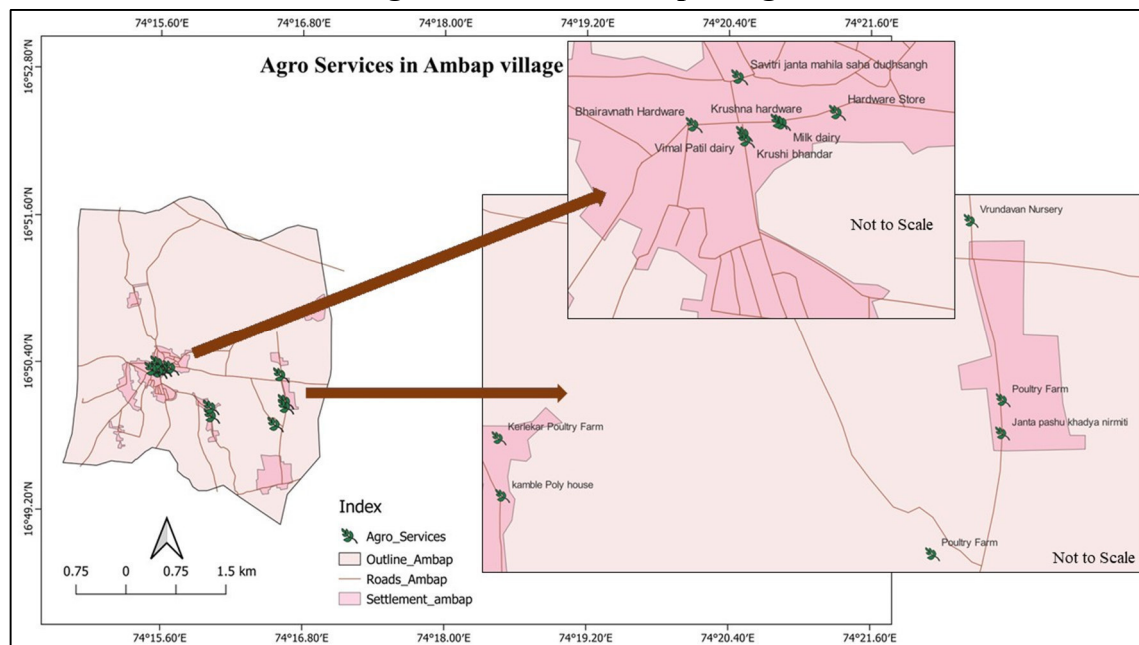 74°15.60'E 74°16.80'E 74°18.00'E 74°19.20'E 74°20.40'E 74°21.60'E
16°52.80'N
16°51.60'N
16°50.40'N
16°49.20'N
Agro Services in Ambap village
Savitri janta mahila saha dudhsangh
Bhairavnath Hardware
Krushna hardware
Hardware Store
Milk dairy
Vimal Patil dairy
Krushi bhandar
Not to Scale
Vrundavan Nursery
Poultry Farm
Janta pashu khadya nirmiti
Kerlekar Poultry Farm
kamble Poly house
Poultry Farm
Not to Scale
Index
Agro_Services
Outline_Ambap
Roads_Ambap
Settlement_ambap
0.75 0 0.75 1.5 km
74°15.60'E 74°16.80'E 74°18.00'E 74°19.20'E 74°20.40'E 74°21.60'E